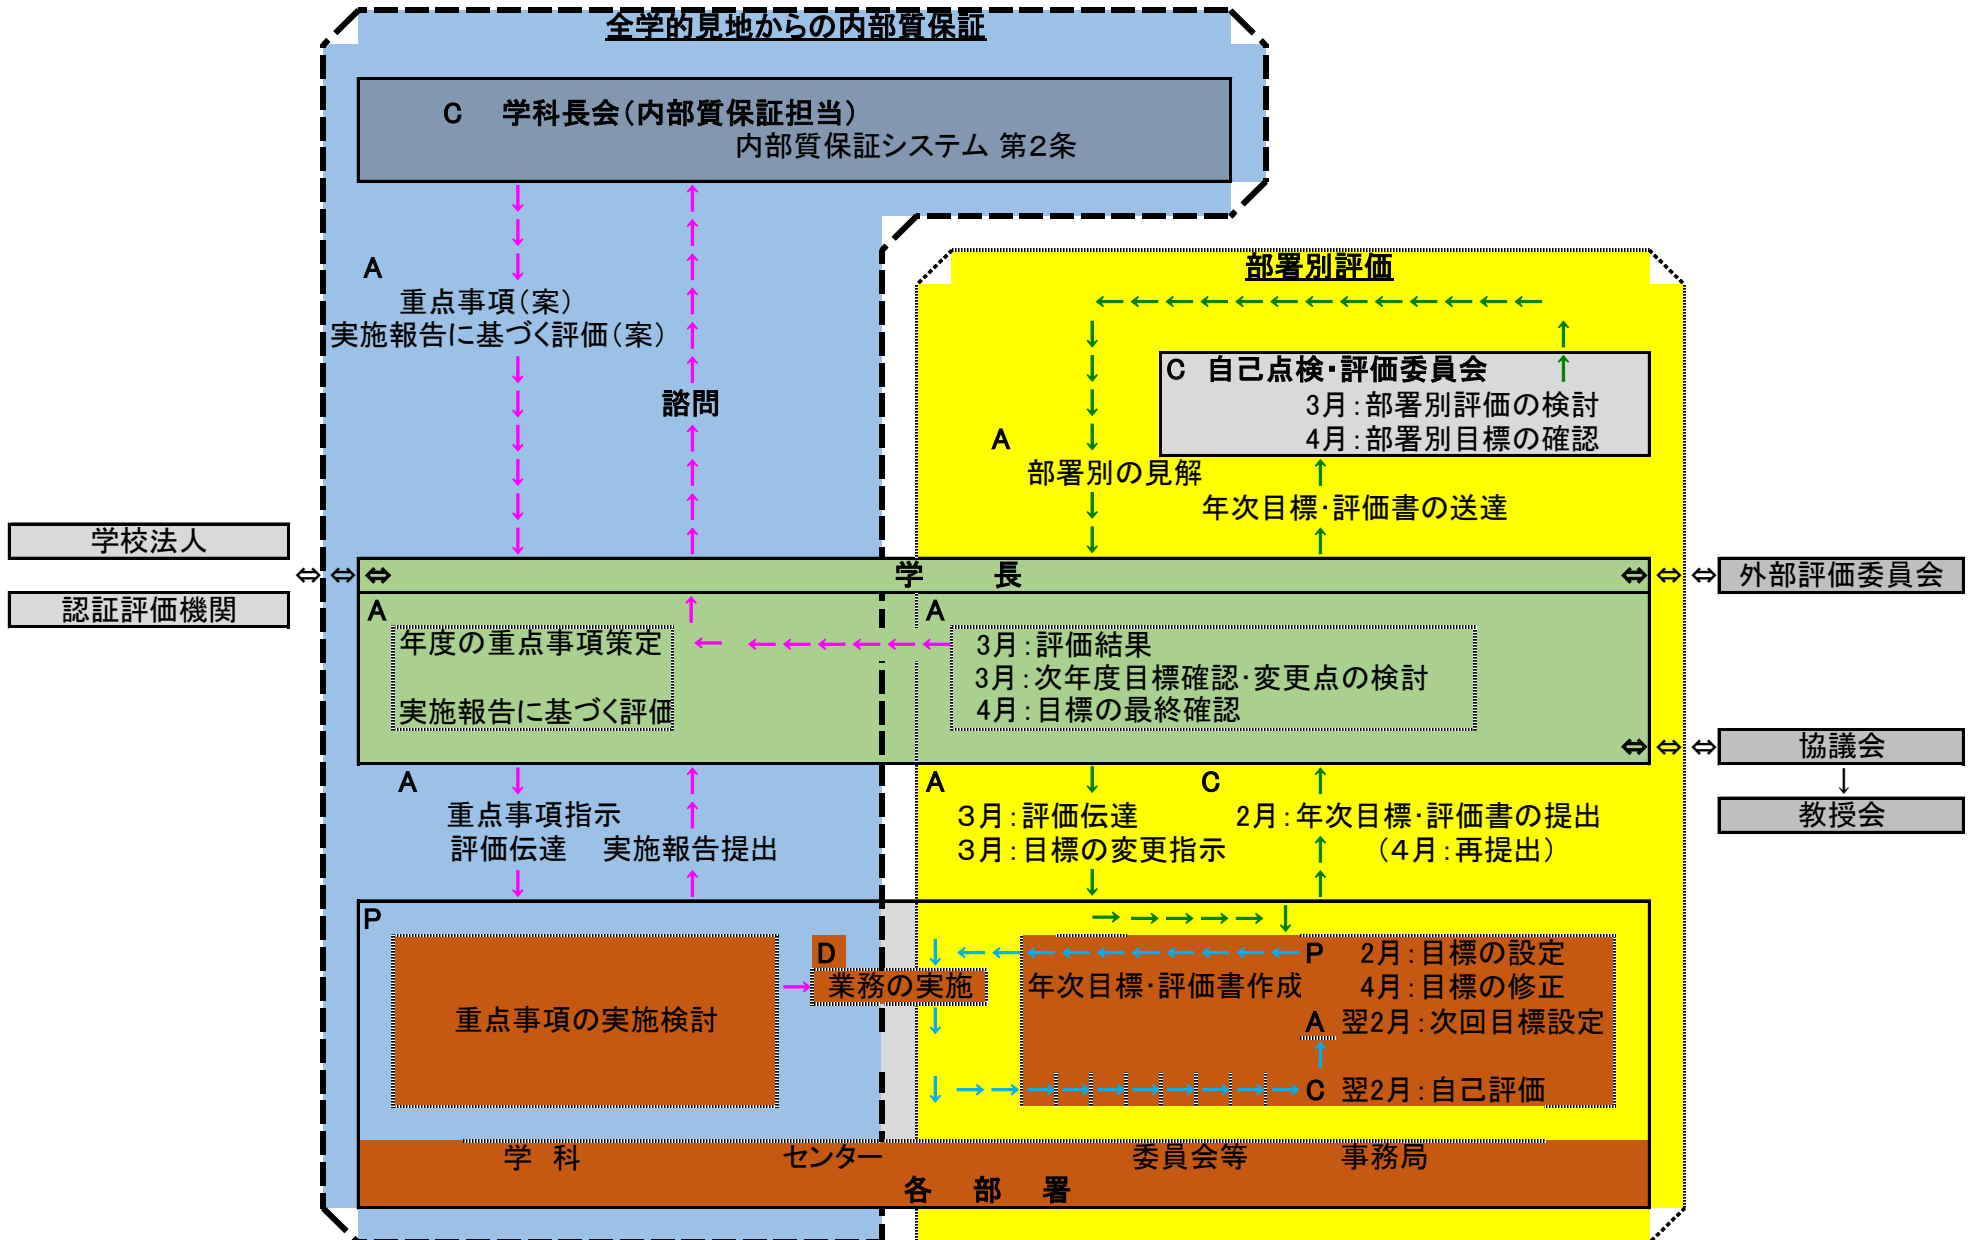 全学的見地からの内部質保証
C 学科長会（内部質保証担当）
内部質保証システム 第２条
A
重点事項（案）
実施報告に基づく評価（案）
諮問
部署別評価
C 自己点検・評価委員会
3月：部署別評価の検討
4月：部署別目標の確認
A
部署別の見解
年次目標・評価書の送達
学校法人
認証評価機関
学 長
外部評価委員会
A
年度の重点事項策定
実施報告に基づく評価
A
3月：評価結果
3月：次年度目標確認・変更点の検討
4月：目標の最終確認
協議会
教授会
A
重点事項指示
評価伝達
実施報告提出
A
３月：評価伝達
３月：目標の変更指示
C
2月：年次目標・評価書の提出
（４月：再提出）
P
重点事項の実施検討
D
業務の実施
年次目標・評価書作成
P 2月：目標の設定
4月：目標の修正
A 翌2月：次回目標設定
C 翌2月：自己評価
学 科 センター 委員会等 事務局
各 部 署